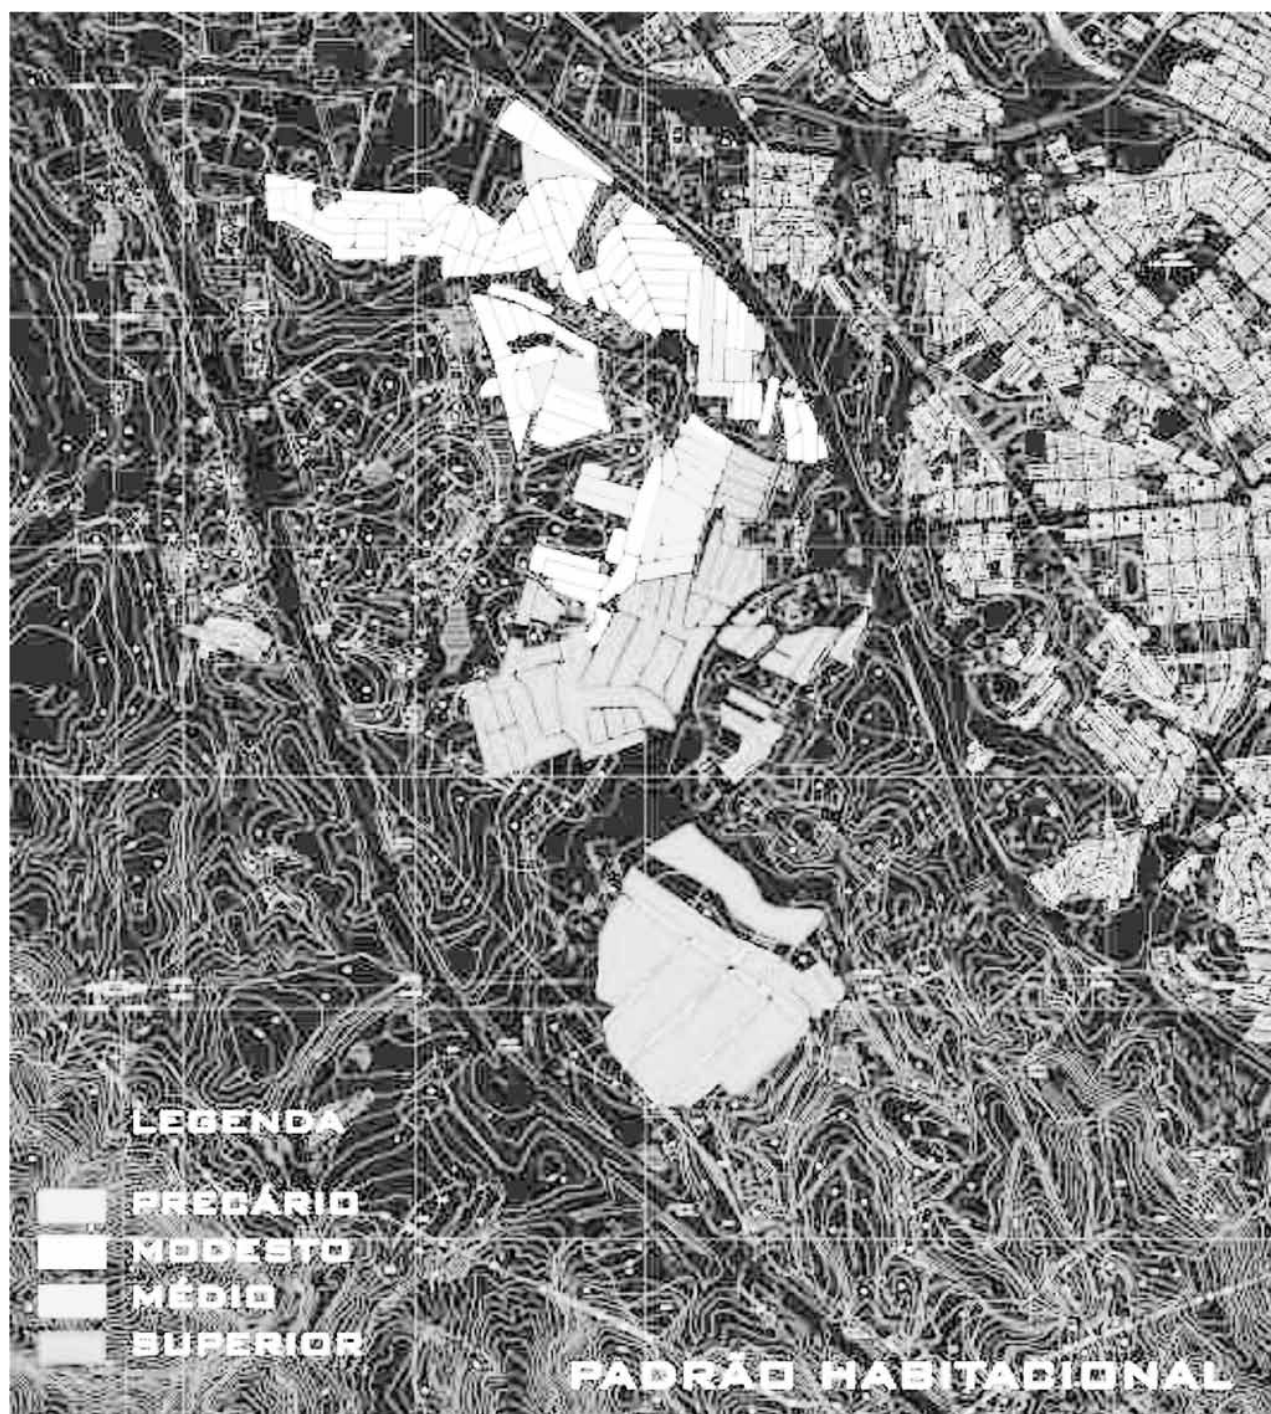 LEGENDA
PRECÁRIO
MODESTO
MÉDIO
SUPERIOR
PADRÃO HABITACIONAL